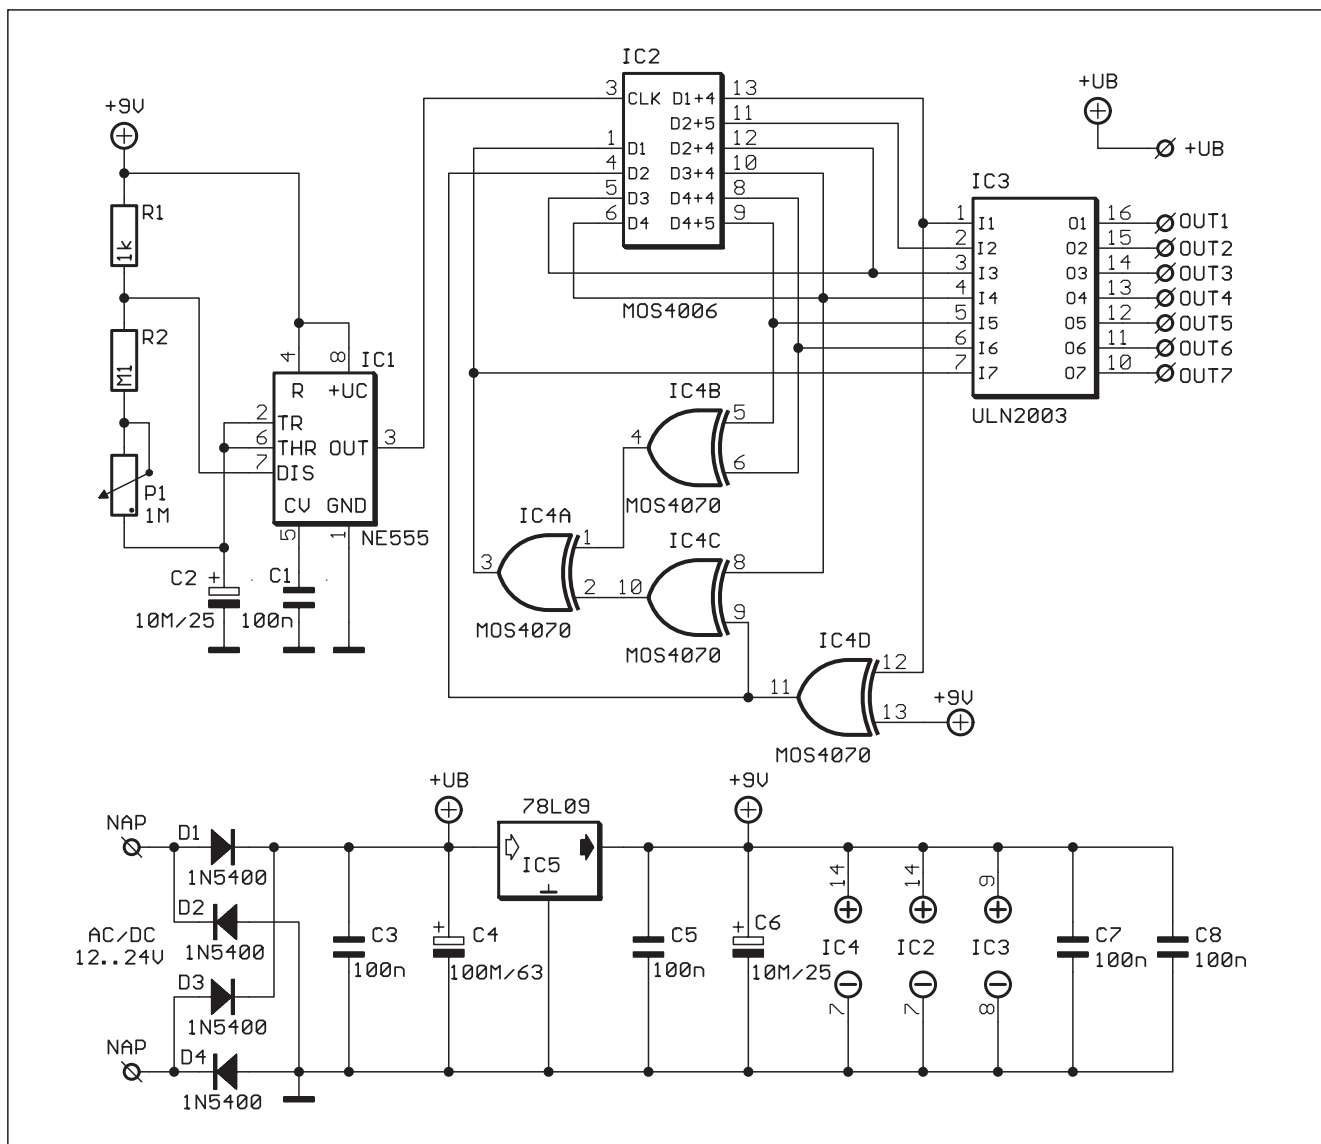 IC2
+9V
3 CLK D1+4 13
D2+5 11
1 D1 D2+4 12
4 D2 D3+4 10
5 D3 D4+4 8
6 D4 D4+5 9
MOS4006
+UB
+UB
IC3
1 I1 O1 16 OUT1
2 I2 O2 15 OUT2
3 I3 O3 14 OUT3
4 I4 O4 13 OUT4
5 I5 O5 12 OUT5
6 I6 O6 11 OUT6
7 I7 O7 10 OUT7
ULN2003
R1
1k
R2
M1
P1
1M
4 8 IC1
R +UC
2 TR
6 THR OUT 3
7 DIS
CV GND
5 1 NE555
C2 +
10M/25
C1
100n
IC4B
5
4
6
MOS4070
IC4A
1
3
2
MOS4070
IC4C
8
10
9
MOS4070
IC4D
12
11
13
+9V
MOS4070
NAP
D1
1N5400
D2
1N5400
AC/DC
12..24V
D3
1N5400
NAP
D4
1N5400
+UB
78L09
IC5
+9V
C3
100n
+ C4
100M/63
C5
100n
+ C6
10M/25
14 14 9
IC4 IC2 IC3
7 7 8
C7
100n
C8
100n